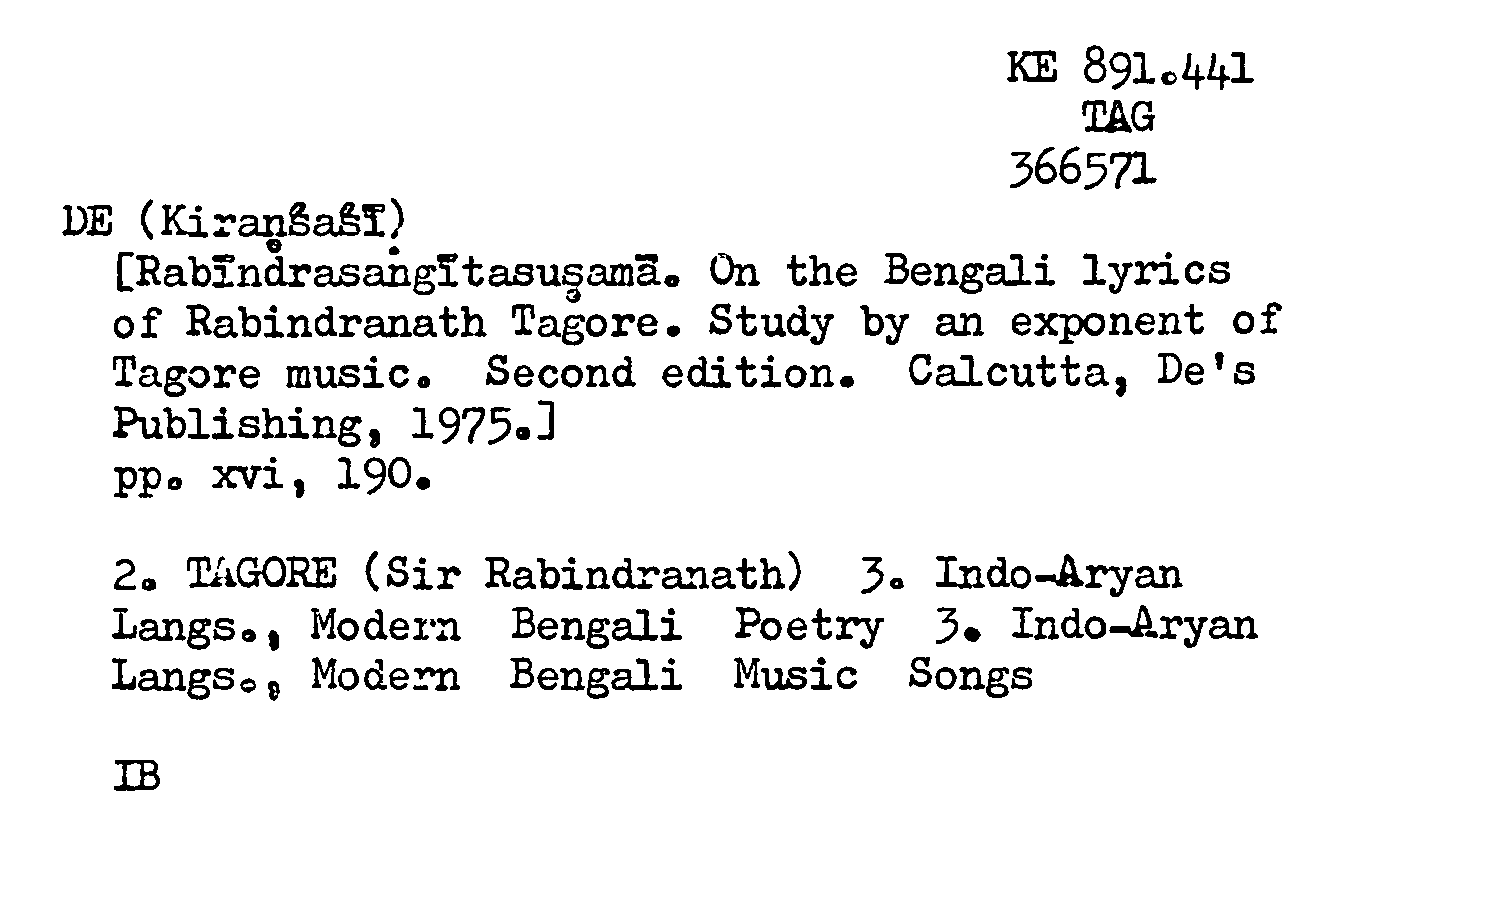 KE 891.441
TAG
366571
DE (Kiraṇśaśī)
[Rabīndrasaṅgītasuṣamā. On the Bengali lyrics
of Rabindranath Tagore. Study by an exponent of
Tagore music. Second edition. Calcutta, De's
Publishing, 1975.]
pp. xvi, 190.
2. TAGORE (Sir Rabindranath) 3. Indo-Aryan
Langs., Modern Bengali Poetry 3. Indo-Aryan
Langs., Modern Bengali Music Songs
IB